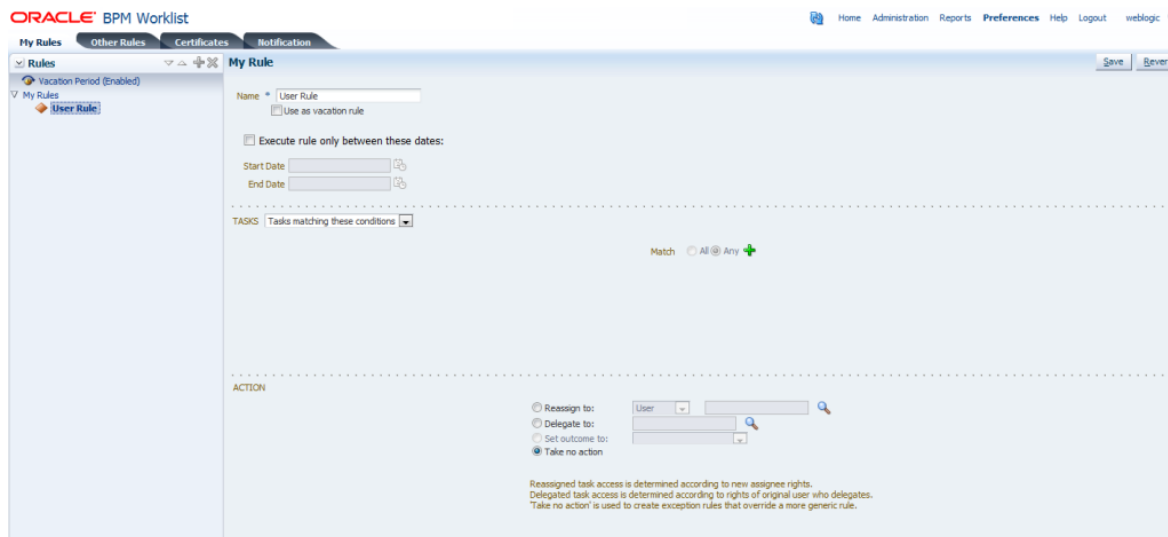 ORACLE BPM Worklist
Home Administration Reports Preferences Help Logout weblogic
My Rules Other Rules Certificates Notification
Rules
My Rule
Save Rever
Vacation Period (Enabled)
My Rules
User Rule
Name * User Rule
Use as vacation rule
Execute rule only between these dates:
Start Date
End Date
TASKS Tasks matching these conditions
Match All Any
ACTION
Reassign to: User
Delegate to:
Set outcome to:
Take no action
Reassigned task access is determined according to new assignee rights.
Delegated task access is determined according to rights of original user who delegates.
'Take no action' is used to create exception rules that override a more generic rule.